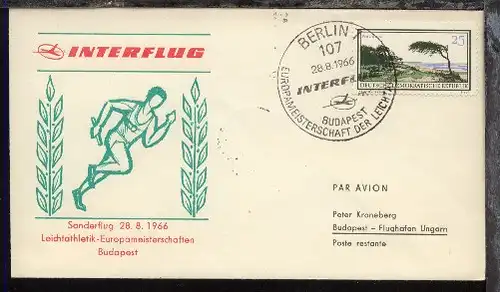 INTERFLUG
Sonderflug 28. 8. 1966
Leichtathletik-Europameisterschaften
Budapest
BERLIN
107
28.8.1966
INTERFL
BUDAPEST
EUROPAMEISTERSCHAFT DER LEICH
25
DEUTSCHE DEMOKRATISCHE REPUBLIK
PAR AVION
Peter Kroneberg
Budapest - Flughafen Ungarn
Poste restante